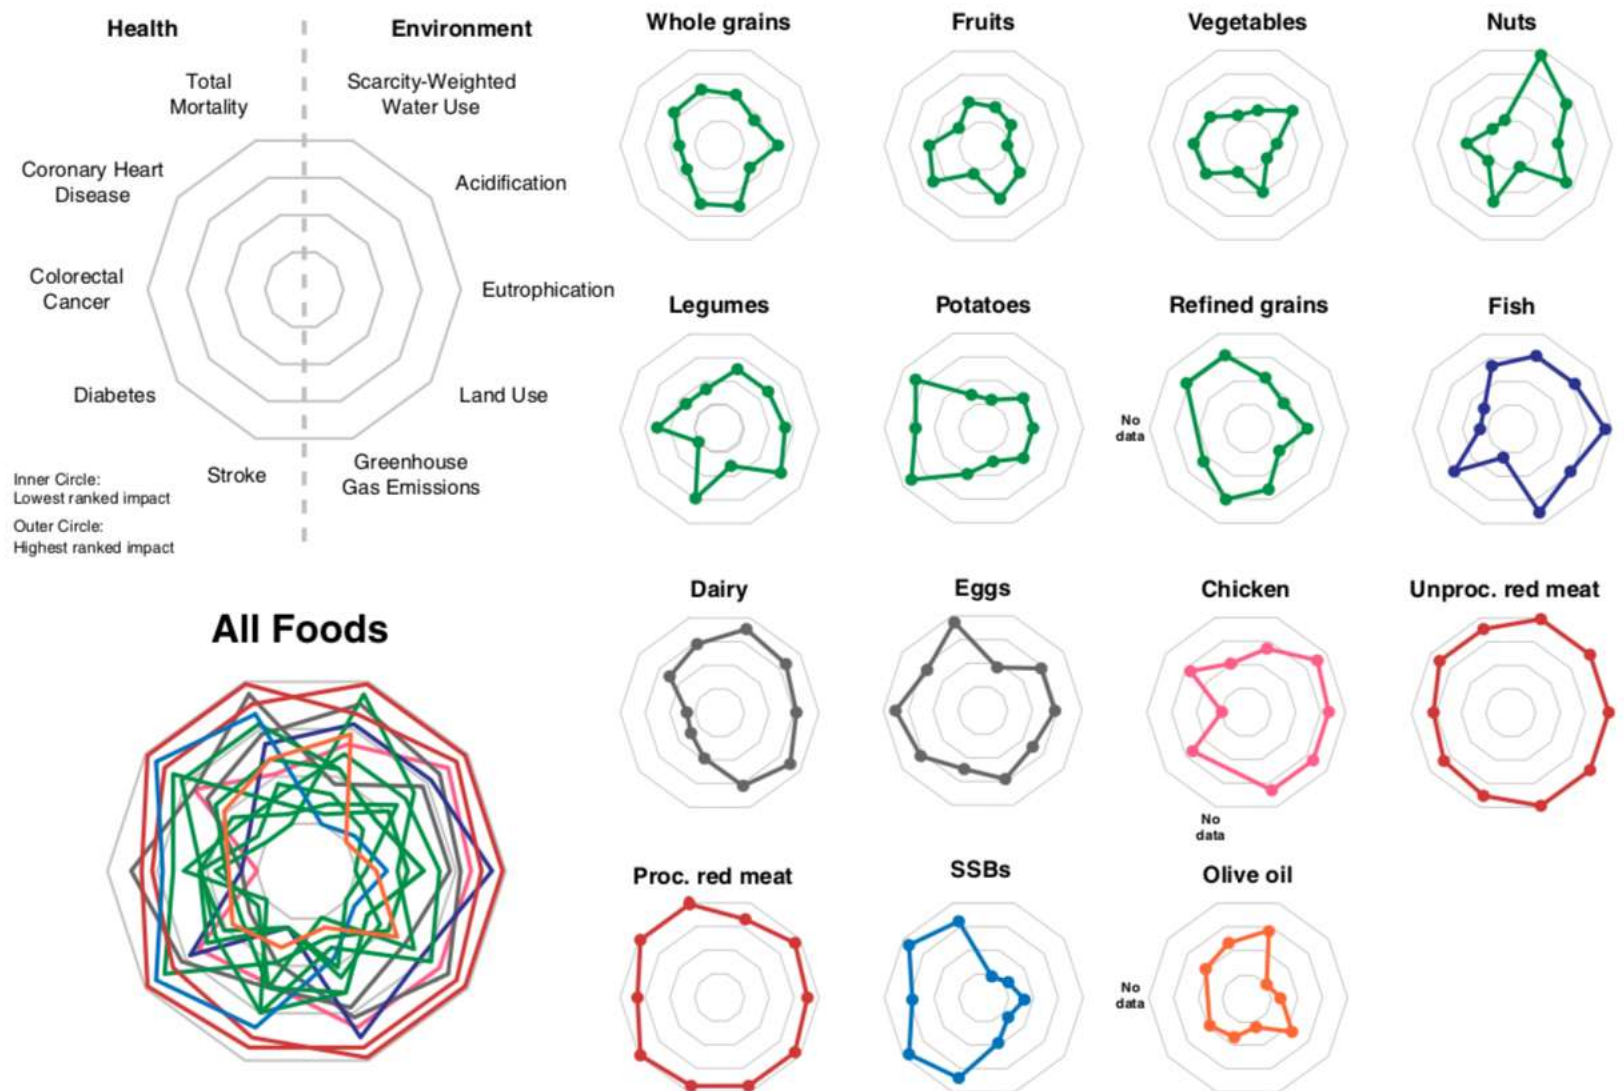 Health
Environment
Total
Mortality
Scarcity-Weighted
Water Use
Coronary Heart
Disease
Acidification
Colorectal
Cancer
Eutrophication
Diabetes
Land Use
Stroke
Greenhouse
Gas Emissions
Inner Circle:
Lowest ranked impact
Outer Circle:
Highest ranked impact
All Foods
Whole grains
Fruits
Vegetables
Nuts
Legumes
Potatoes
Refined grains
Fish
No
data
Dairy
Eggs
Chicken
Unproc. red meat
No
data
Proc. red meat
SSBs
Olive oil
No
data